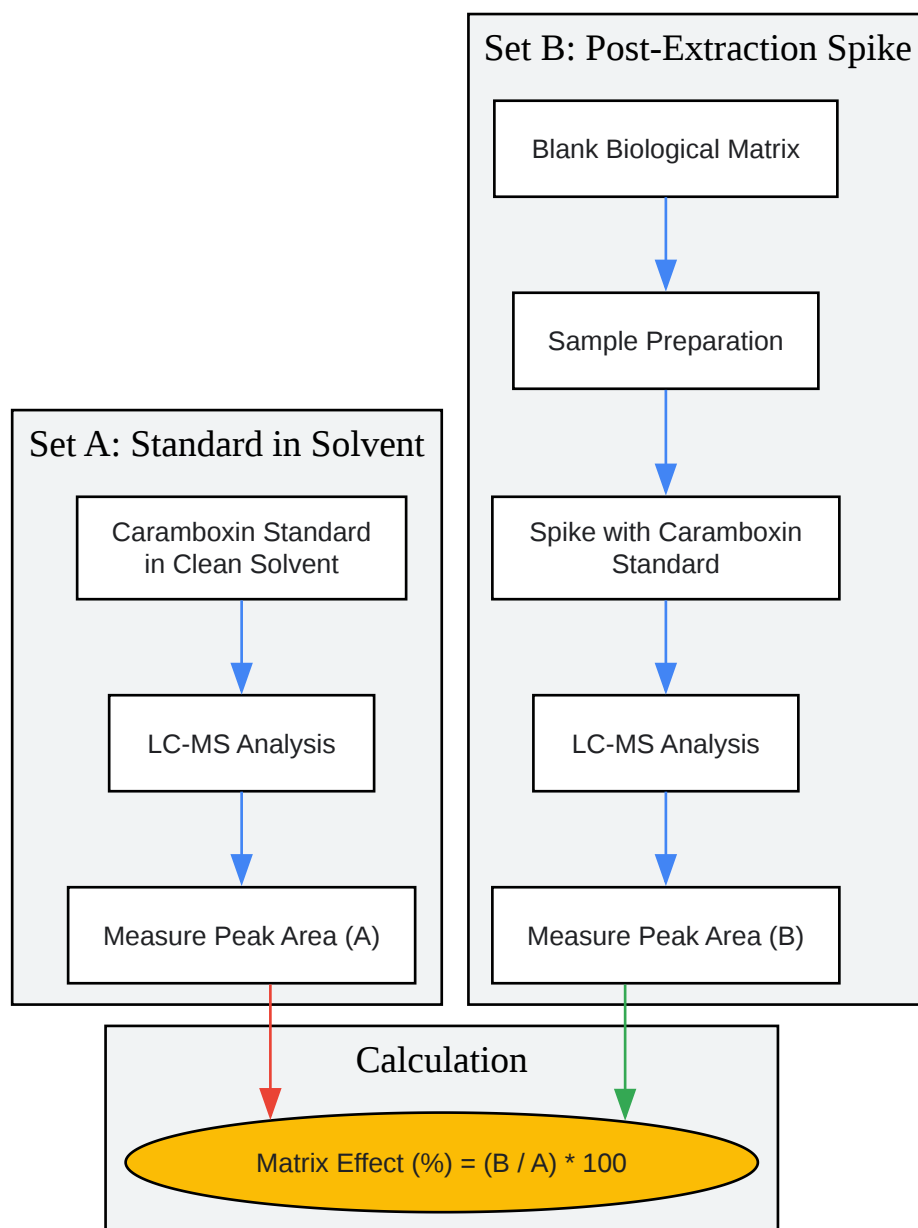 Set A: Standard in Solvent
Caramboxin Standard
in Clean Solvent
LC-MS Analysis
Measure Peak Area (A)
Set B: Post-Extraction Spike
Blank Biological Matrix
Sample Preparation
Spike with Caramboxin
Standard
LC-MS Analysis
Measure Peak Area (B)
Calculation
Matrix Effect (%) = (B / A) * 100